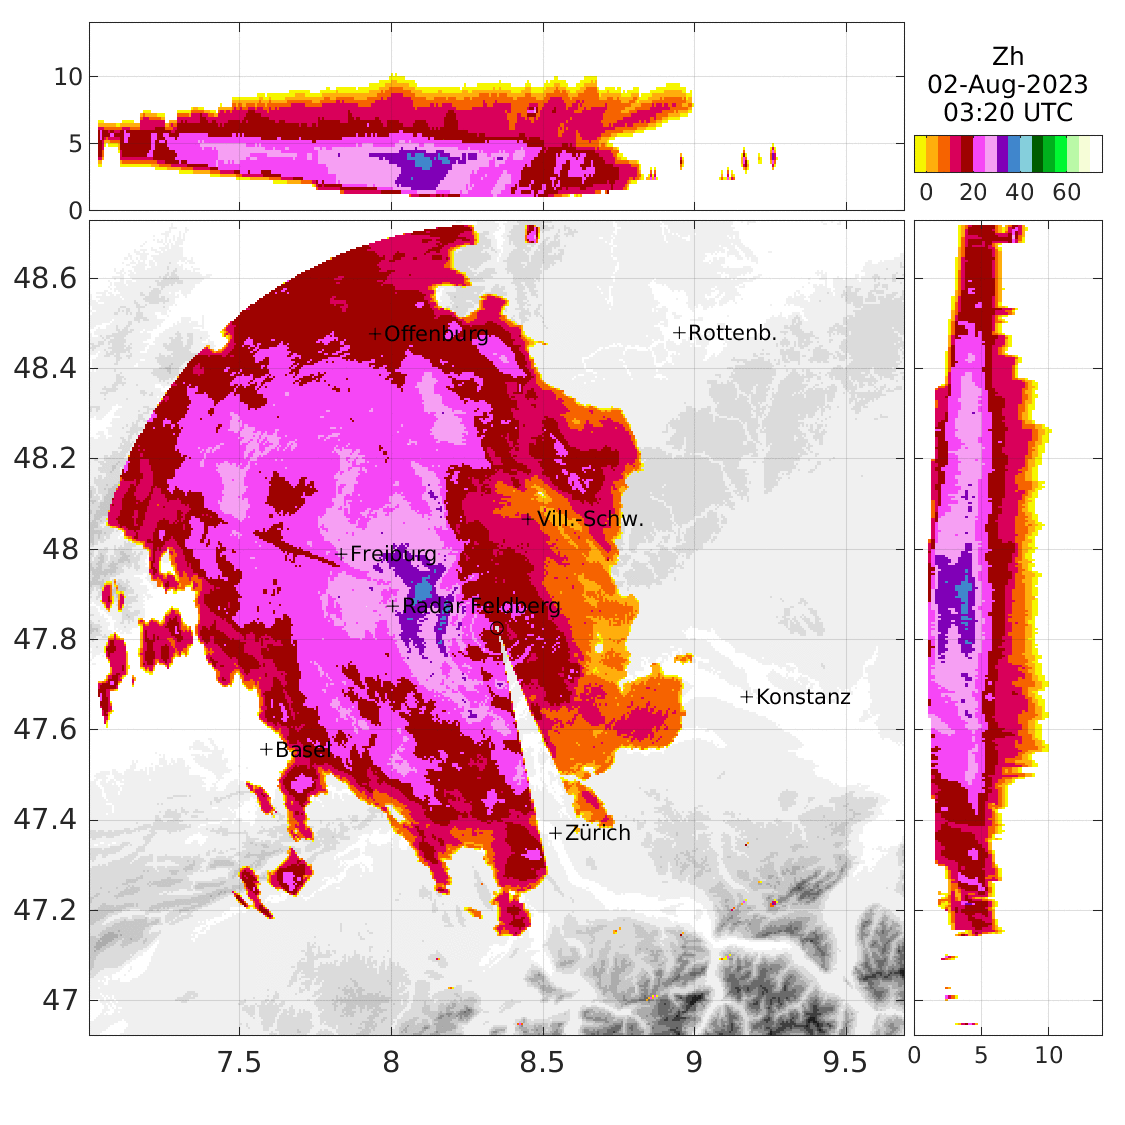 10
5
0
Zh
02-Aug-2023
03:20 UTC
0 20 40 60
48.6
48.4
48.2
48
47.8
47.6
47.4
47.2
47
Offenburg
Rottenb.
Vill.-Schw.
Freiburg
Radar Feldberg
Konstanz
Basel
Zürich
7.5 8 8.5 9 9.5
0 5 10